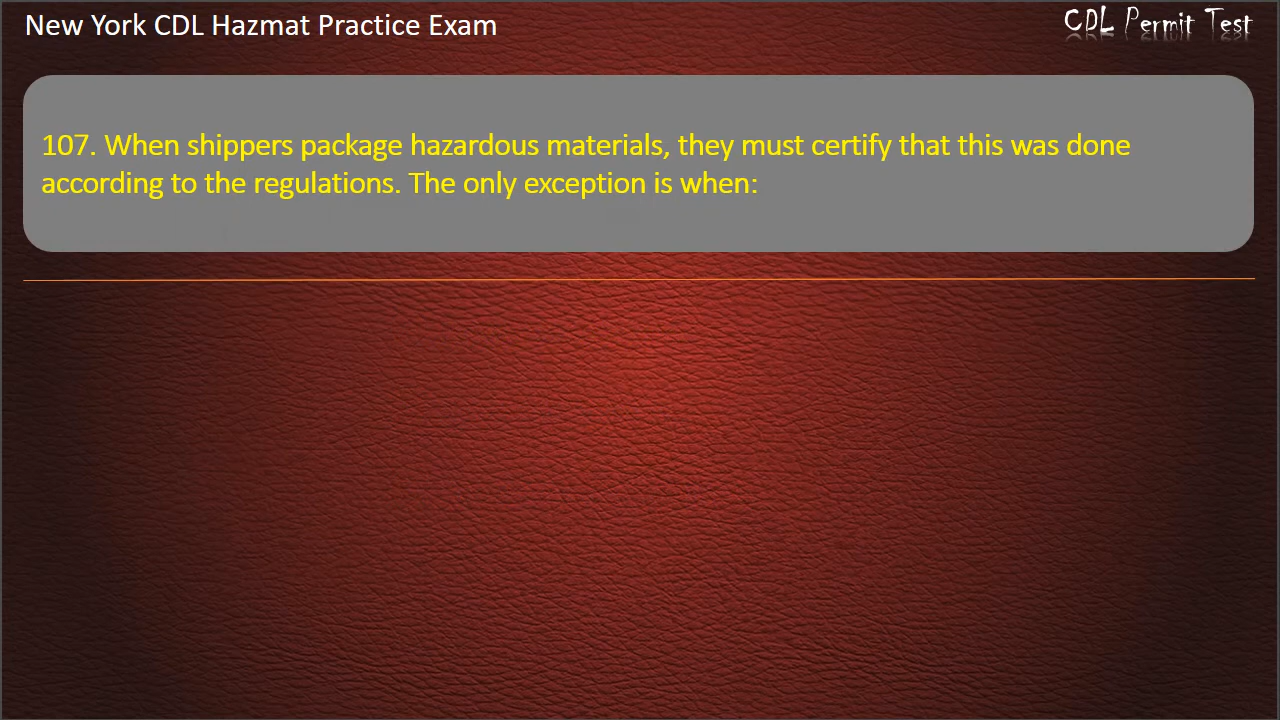 New York CDL Hazmat Practice Exam
CDL Permit Test
107. When shippers package hazardous materials, they must certify that this was done
according to the regulations. The only exception is when: